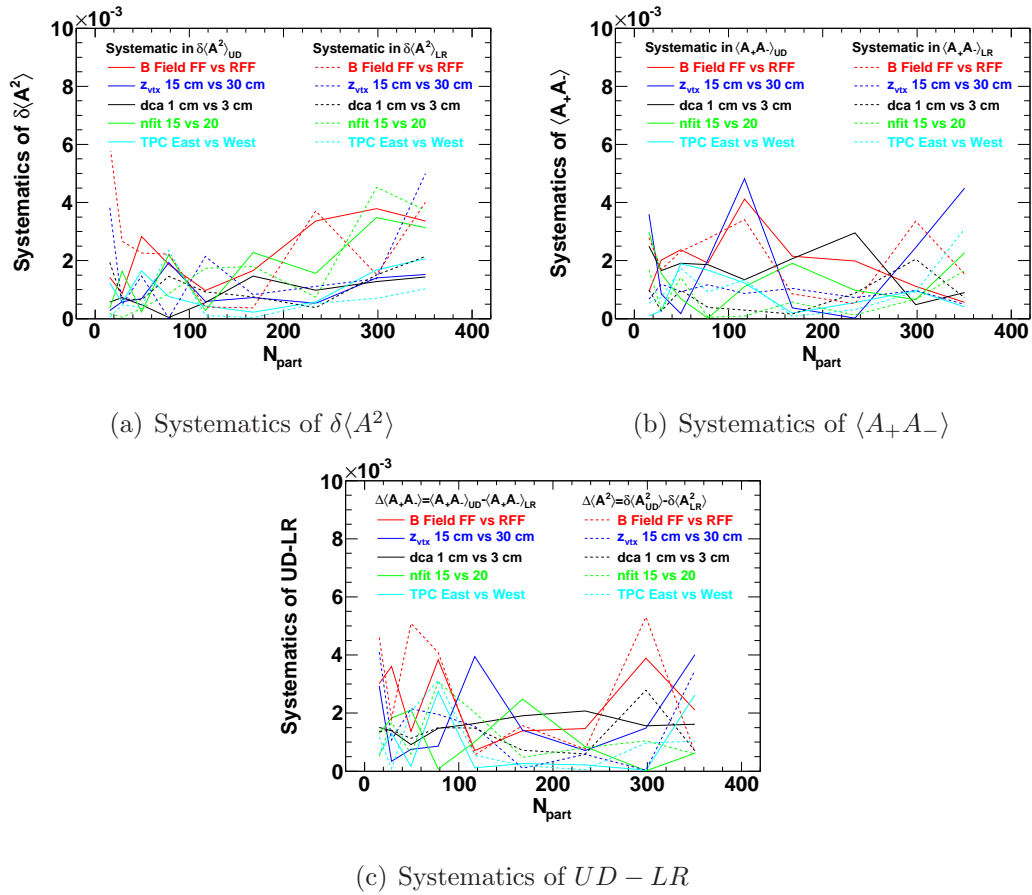 ×10⁻³
10
8
6
4
2
0
Systematics of δ⟨A²⟩
Systematic in δ⟨A²⟩UD
B Field FF vs RFF
zvtx 15 cm vs 30 cm
dca 1 cm vs 3 cm
nfit 15 vs 20
TPC East vs West
Systematic in δ⟨A²⟩LR
B Field FF vs RFF
zvtx 15 cm vs 30 cm
dca 1 cm vs 3 cm
nfit 15 vs 20
TPC East vs West
0 100 200 300 400
Npart
(a) Systematics of δ⟨A²⟩
×10⁻³
10
8
6
4
2
0
Systematics of ⟨A₊A₋⟩
Systematic in ⟨A₊A₋⟩UD
B Field FF vs RFF
zvtx 15 cm vs 30 cm
dca 1 cm vs 3 cm
nfit 15 vs 20
TPC East vs West
Systematic in ⟨A₊A₋⟩LR
B Field FF vs RFF
zvtx 15 cm vs 30 cm
dca 1 cm vs 3 cm
nfit 15 vs 20
TPC East vs West
0 100 200 300 400
Npart
(b) Systematics of ⟨A₊A₋⟩
×10⁻³
10
8
6
4
2
0
Systematics of UD-LR
Δ⟨A₊A₋⟩=⟨A₊A₋⟩UD-⟨A₊A₋⟩LR
B Field FF vs RFF
zvtx 15 cm vs 30 cm
dca 1 cm vs 3 cm
nfit 15 vs 20
TPC East vs West
Δ⟨A²⟩=δ⟨A²UD⟩-δ⟨A²LR⟩
B Field FF vs RFF
zvtx 15 cm vs 30 cm
dca 1 cm vs 3 cm
nfit 15 vs 20
TPC East vs West
0 100 200 300 400
Npart
(c) Systematics of UD − LR